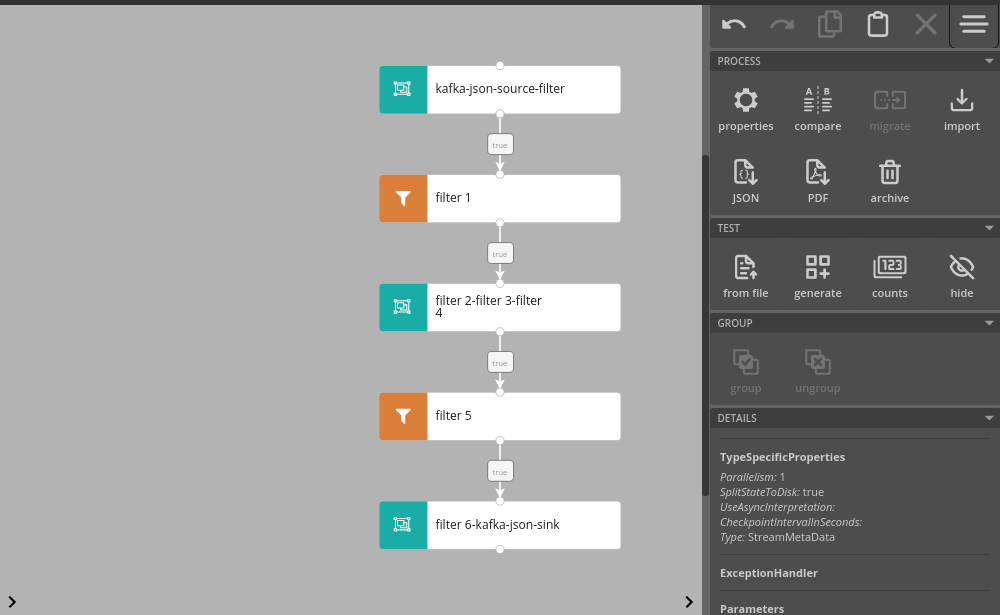 kafka-json-source-filter
true
filter 1
true
filter 2-filter 3-filter
4
true
filter 5
true
filter 6-kafka-json-sink
PROCESS
properties
A B
compare
migrate
import
{}
JSON
PDF
archive
TEST
from file
generate
123
counts
hide
GROUP
group
ungroup
DETAILS
TypeSpecificProperties
Parallelism: 1
SplitStateToDisk: true
UseAsyncInterpretation:
CheckpointIntervalInSeconds:
Type: StreamMetaData
ExceptionHandler
Parameters